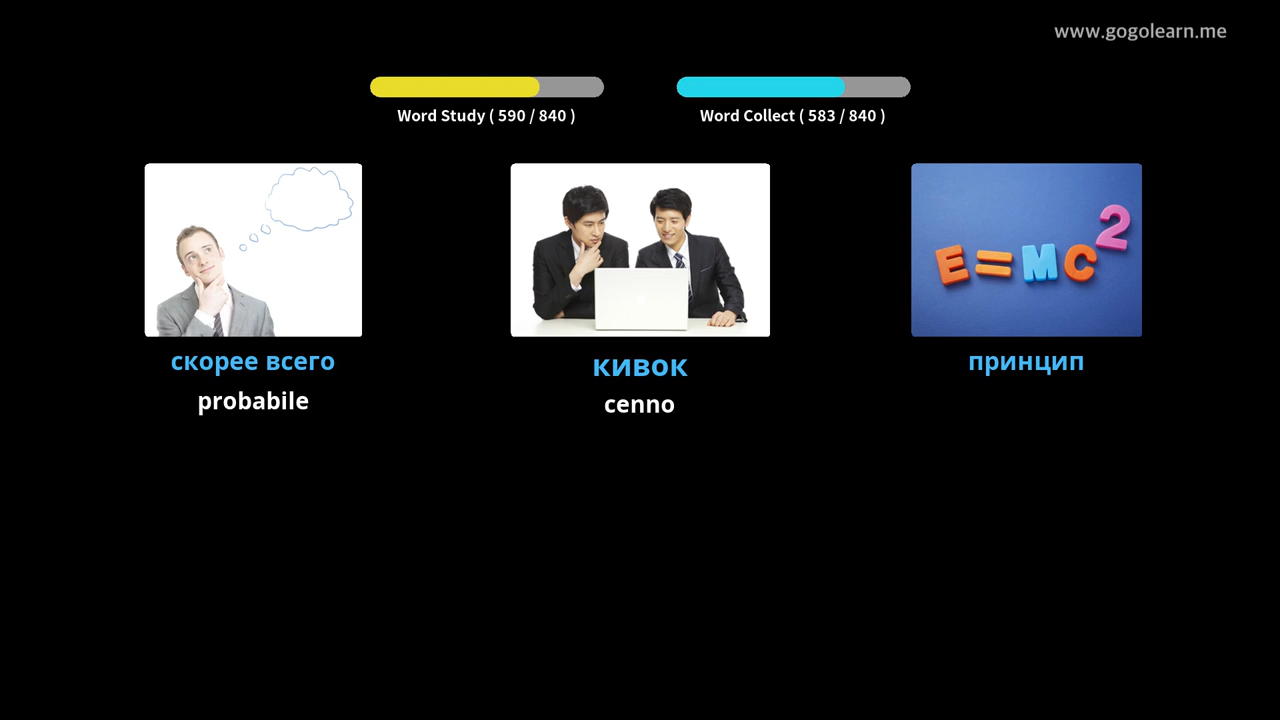 www.gogolearn.me
Word Study ( 590 / 840 )
Word Collect ( 583 / 840 )
E=MC2
скорее всего
probabile
кивок
cenno
принцип